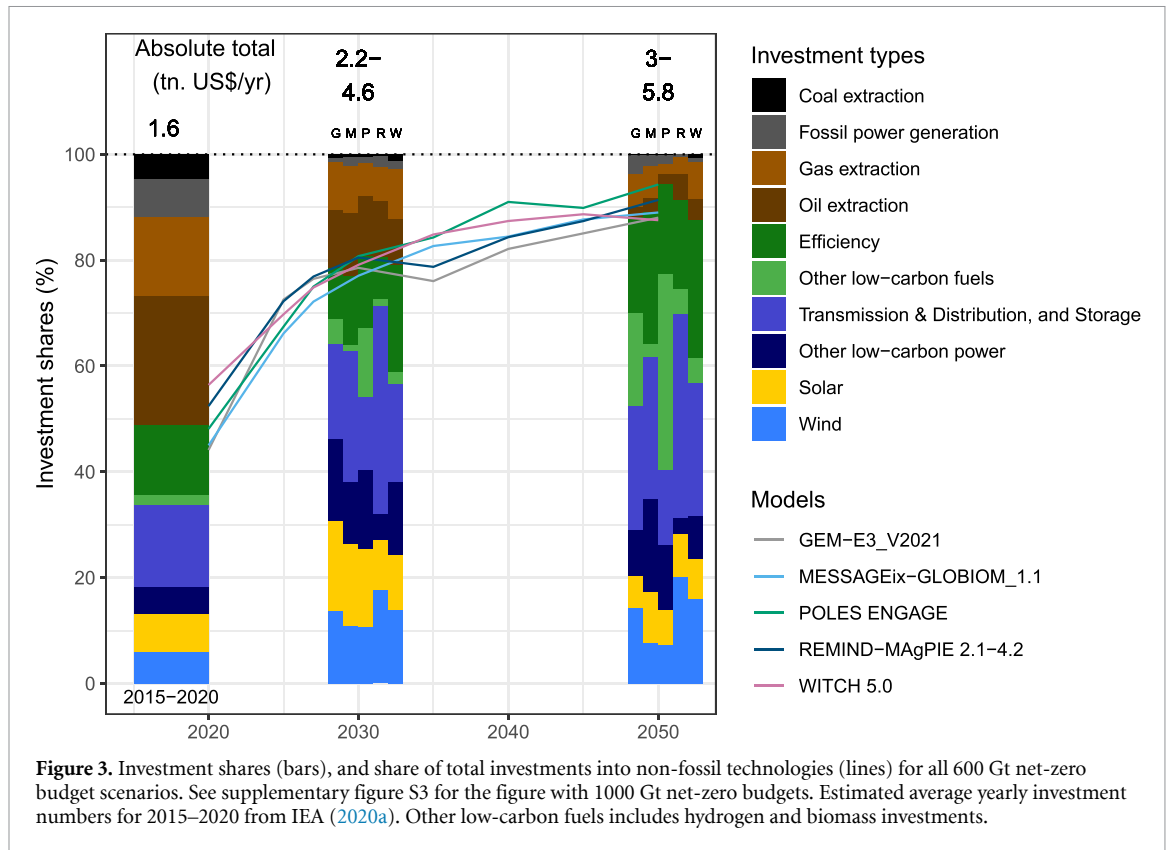 Absolute total
(tn. US$/yr)
1.6
2.2−
4.6
3−
5.8
G M P R W
G M P R W
100
80
60
40
20
0
Investment shares (%)
2015−2020
2020
2030
2040
2050
Investment types
Coal extraction
Fossil power generation
Gas extraction
Oil extraction
Efficiency
Other low−carbon fuels
Transmission & Distribution, and Storage
Other low−carbon power
Solar
Wind
Models
GEM−E3_V2021
MESSAGEix−GLOBIOM_1.1
POLES ENGAGE
REMIND−MAgPIE 2.1−4.2
WITCH 5.0
Figure 3. Investment shares (bars), and share of total investments into non-fossil technologies (lines) for all 600 Gt net-zero
budget scenarios. See supplementary figure S3 for the figure with 1000 Gt net-zero budgets. Estimated average yearly investment
numbers for 2015–2020 from IEA (2020a). Other low-carbon fuels includes hydrogen and biomass investments.